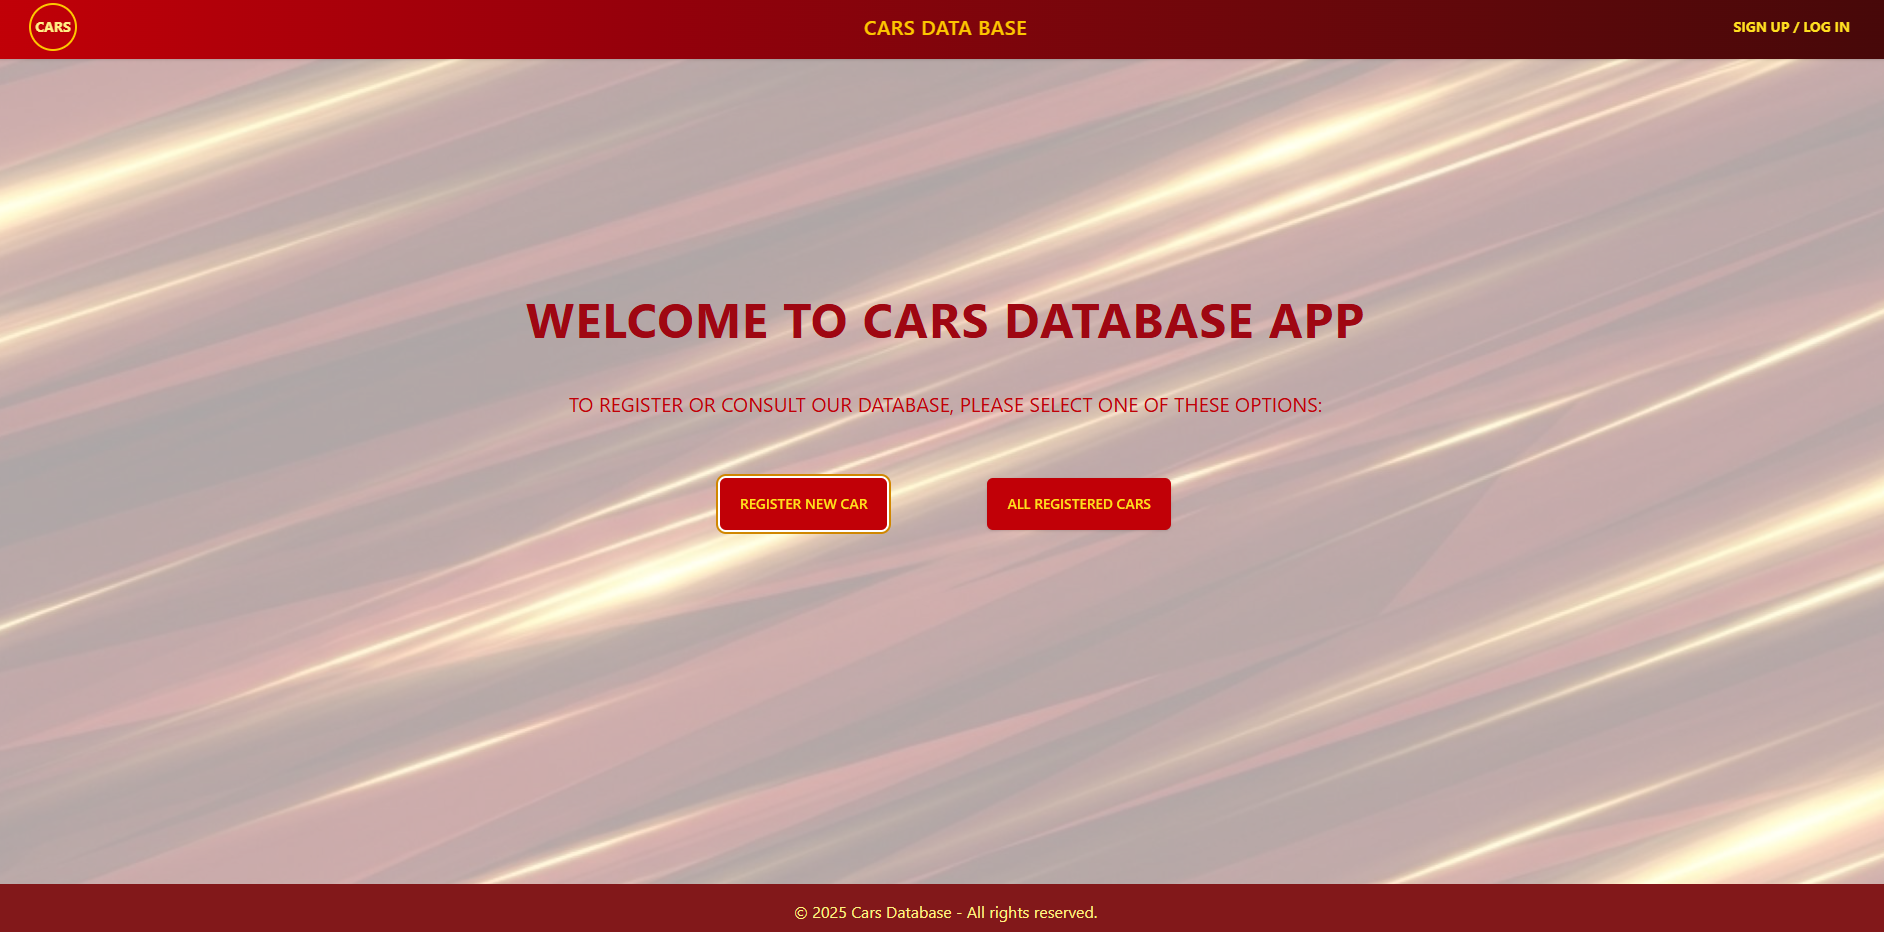 CARS
CARS DATA BASE
SIGN UP / LOG IN
WELCOME TO CARS DATABASE APP
TO REGISTER OR CONSULT OUR DATABASE, PLEASE SELECT ONE OF THESE OPTIONS:
REGISTER NEW CAR
ALL REGISTERED CARS
© 2025 Cars Database - All rights reserved.